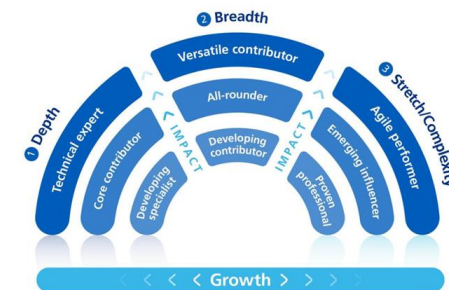 2 Breadth
Versatile contributor
All-rounder
Developing
contributor
1 Depth
Technical expert
Core contributor
Developing
specialist
IMPACT
IMPACT
3 Stretch/Complexity
Agile performer
Emerging influencer
Proven
professional
< < < < Growth > > > >